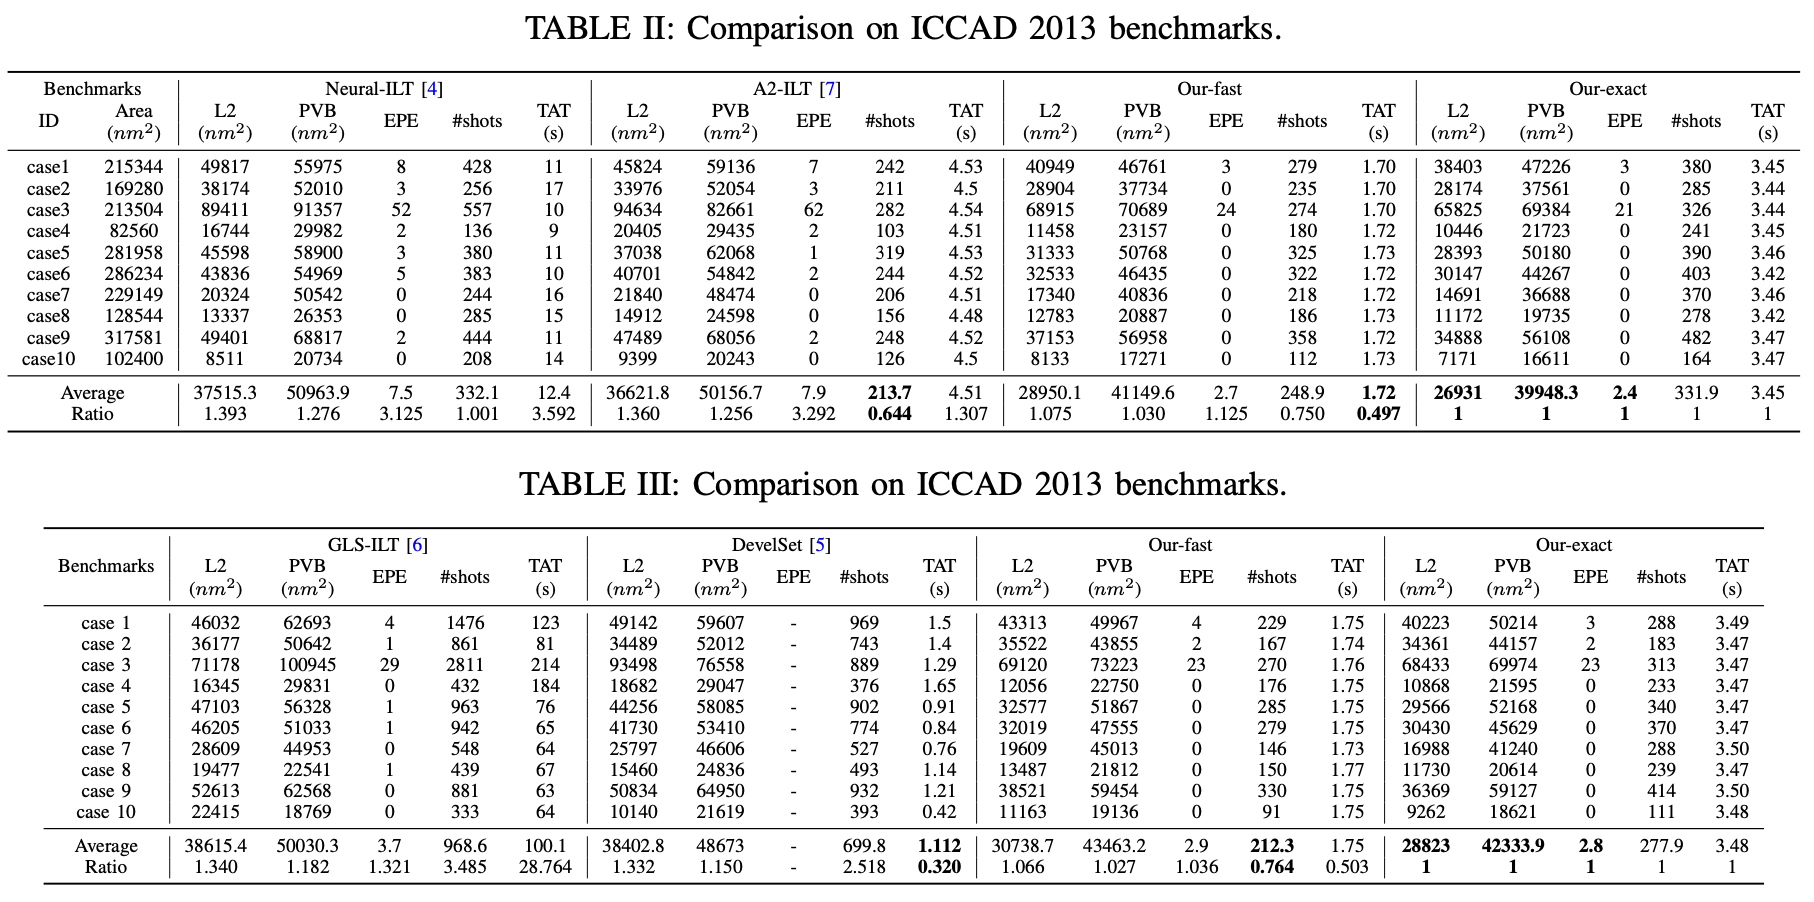 TABLE II: Comparison on ICCAD 2013 benchmarks.
Benchmarks Neural-ILT [4] A2-ILT [7] Our-fast Our-exact
ID Area (nm²) L2 (nm²) PVB (nm²) EPE #shots TAT (s) L2 (nm²) PVB (nm²) EPE #shots TAT (s) L2 (nm²) PVB (nm²) EPE #shots TAT (s) L2 (nm²) PVB (nm²) EPE #shots TAT (s)
case1 215344 49817 55975 8 428 11 45824 59136 7 242 4.53 40949 46761 3 279 1.70 38403 47226 3 380 3.45
case2 169280 38174 52010 3 256 17 33976 52054 3 211 4.5 28904 37734 0 235 1.70 28174 37561 0 285 3.44
case3 213504 89411 91357 52 557 10 94634 82661 62 282 4.54 68915 70689 24 274 1.70 65825 69384 21 326 3.44
case4 82560 16744 29982 2 136 9 20405 29435 2 103 4.51 11458 23157 0 180 1.72 10446 21723 0 241 3.45
case5 281958 45598 58900 3 380 11 37038 62068 1 319 4.53 31333 50768 0 325 1.73 28393 50180 0 390 3.46
case6 286234 43836 54969 5 383 10 40701 54842 2 244 4.52 32533 46435 0 322 1.72 30147 44267 0 403 3.42
case7 229149 20324 50542 0 244 16 21840 48474 0 206 4.51 17340 40836 0 218 1.72 14691 36688 0 370 3.46
case8 128544 13337 26353 0 285 15 14912 24598 0 156 4.48 12783 20887 0 186 1.73 11172 19735 0 278 3.42
case9 317581 49401 68817 2 444 11 47489 68056 2 248 4.52 37153 56958 0 358 1.72 34888 56108 0 482 3.47
case10 102400 8511 20734 0 208 14 9399 20243 0 126 4.5 8133 17271 0 112 1.73 7171 16611 0 164 3.47
Average 37515.3 50963.9 7.5 332.1 12.4 36621.8 50156.7 7.9 213.7 4.51 28950.1 41149.6 2.7 248.9 1.72 26931 39948.3 2.4 331.9 3.45
Ratio 1.393 1.276 3.125 1.001 3.592 1.360 1.256 3.292 0.644 1.307 1.075 1.030 1.125 0.750 0.497 1 1 1 1 1
TABLE III: Comparison on ICCAD 2013 benchmarks.
Benchmarks GLS-ILT [6] DevelSet [5] Our-fast Our-exact
L2 (nm²) PVB (nm²) EPE #shots TAT (s) L2 (nm²) PVB (nm²) EPE #shots TAT (s) L2 (nm²) PVB (nm²) EPE #shots TAT (s) L2 (nm²) PVB (nm²) EPE #shots TAT (s)
case 1 46032 62693 4 1476 123 49142 59607 - 969 1.5 43313 49967 4 229 1.75 40223 50214 3 288 3.49
case 2 36177 50642 1 861 81 34489 52012 - 743 1.4 35522 43855 2 167 1.74 34361 44157 2 183 3.47
case 3 71178 100945 29 2811 214 93498 76558 - 889 1.29 69120 73223 23 270 1.76 68433 69974 23 313 3.47
case 4 16345 29831 0 432 184 18682 29047 - 376 1.65 12056 22750 0 176 1.75 10868 21595 0 233 3.47
case 5 47103 56328 1 963 76 44256 58085 - 902 0.91 32577 51867 0 285 1.75 29566 52168 0 340 3.47
case 6 46205 51033 1 942 65 41730 53410 - 774 0.84 32019 47555 0 279 1.75 30430 45629 0 370 3.47
case 7 28609 44953 0 548 64 25797 46606 - 527 0.76 19609 45013 0 146 1.73 16988 41240 0 288 3.50
case 8 19477 22541 1 439 67 15460 24836 - 493 1.14 13487 21812 0 150 1.77 11730 20614 0 239 3.47
case 9 52613 62568 0 881 63 50834 64950 - 932 1.21 38521 59454 0 330 1.75 36369 59127 0 414 3.50
case 10 22415 18769 0 333 64 10140 21619 - 393 0.42 11163 19136 0 91 1.75 9262 18621 0 111 3.48
Average 38615.4 50030.3 3.7 968.6 100.1 38402.8 48673 - 699.8 1.112 30738.7 43463.2 2.9 212.3 1.75 28823 42333.9 2.8 277.9 3.48
Ratio 1.340 1.182 1.321 3.485 28.764 1.332 1.150 - 2.518 0.320 1.066 1.027 1.036 0.764 0.503 1 1 1 1 1